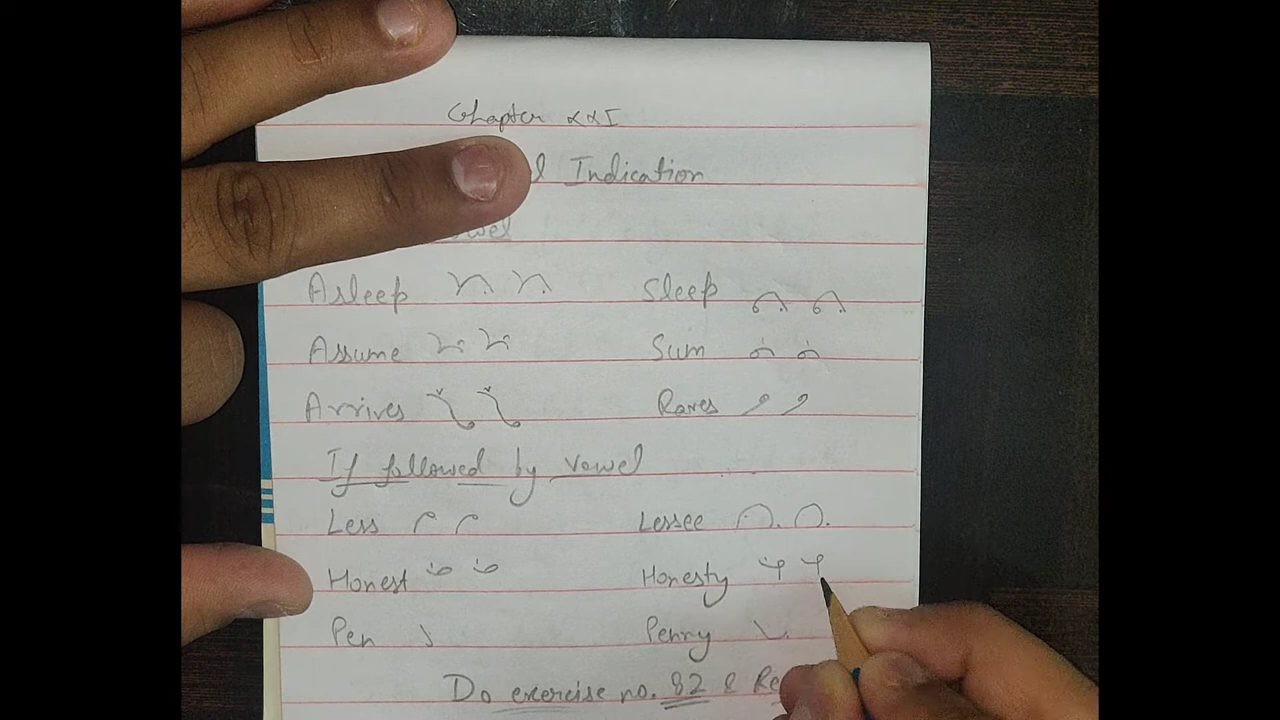 Chapter XXI
Indication
Asleep Sleep
Assume Sum
Arrives Raves
If followed by vowel
Less Lessee
Honest Honesty
Pen Penny
Do exercise no. 82 &